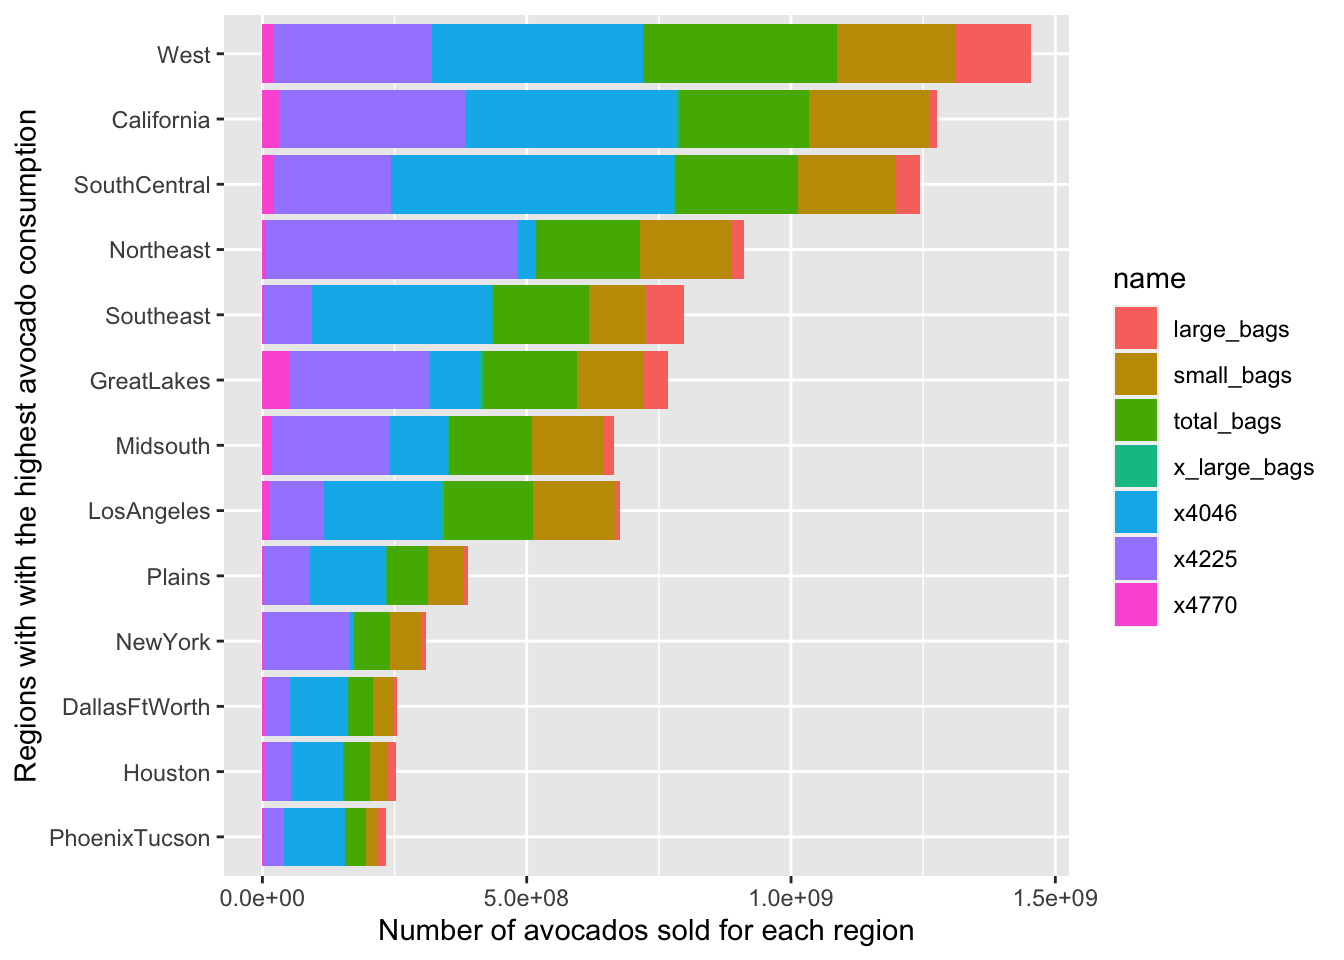 Regions with with the highest avocado consumption
West
California
SouthCentral
Northeast
Southeast
GreatLakes
Midsouth
LosAngeles
Plains
NewYork
DallasFtWorth
Houston
PhoenixTucson
0.0e+00
5.0e+08
1.0e+09
1.5e+09
Number of avocados sold for each region
name
large_bags
small_bags
total_bags
x_large_bags
x4046
x4225
x4770